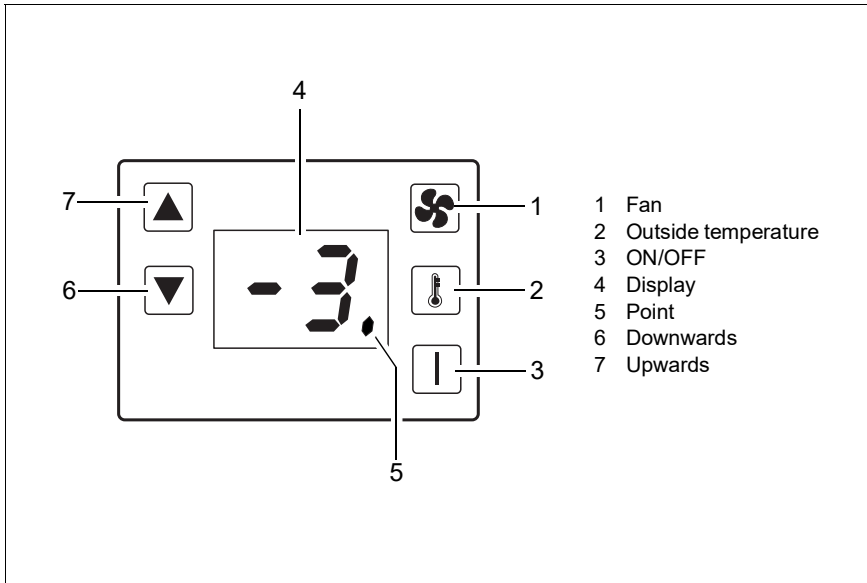 4
7
1
-3.
6
2
3
5
1 Fan
2 Outside temperature
3 ON/OFF
4 Display
5 Point
6 Downwards
7 Upwards